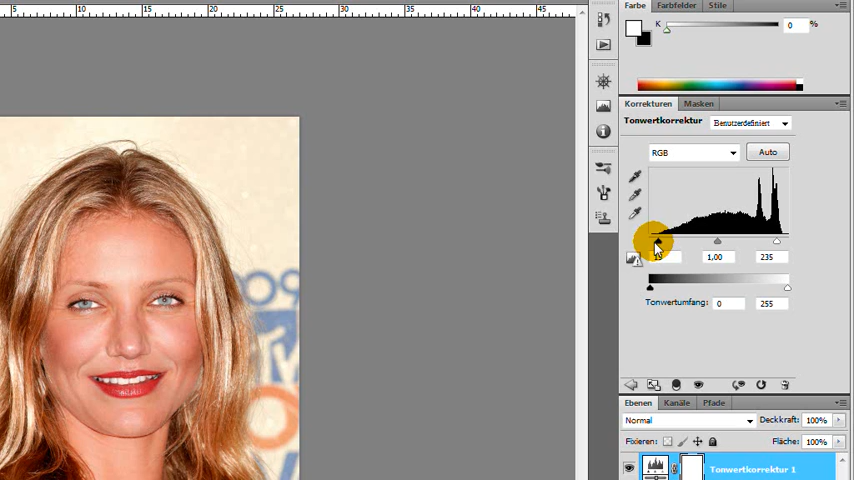 5 10 15 20 25 30 35 40 45
Farbe Farbfelder Stile
K 0 %
Korrekturen Masken
Tonwertkorrektur Benutzerdefiniert
RGB Auto
1,00 235
Tonwertumfang: 0 255
Ebenen Kanäle Pfade
Normal Deckkraft: 100%
Fixieren: Fläche: 100%
Tonwertkorrektur 1